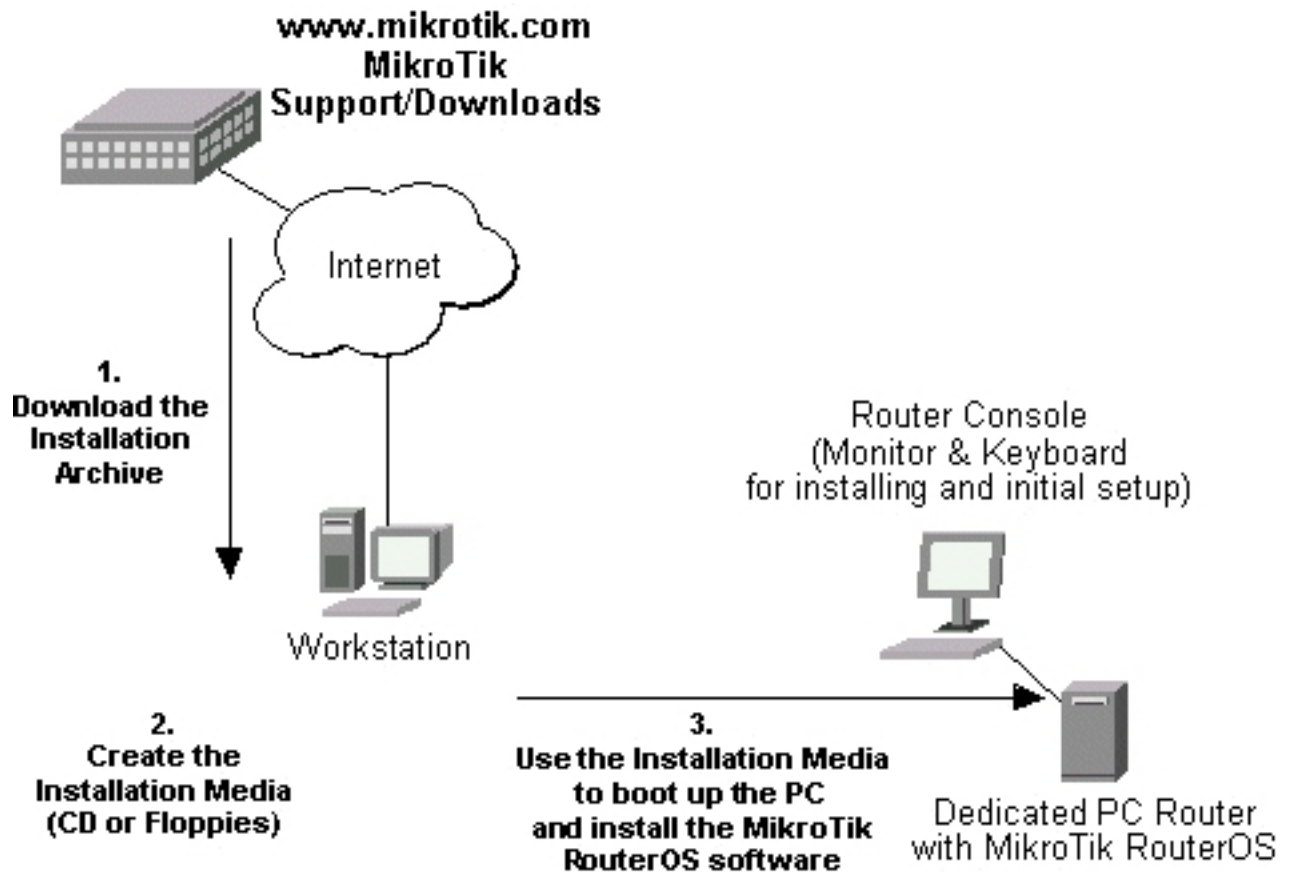 www.mikrotik.com
MikroTik
Support/Downloads
Internet
1.
Download the
Installation
Archive
Workstation
Router Console
(Monitor & Keyboard
for installing and initial setup)
2.
Create the
Installation Media
(CD or Floppies)
3.
Use the Installation Media
to boot up the PC
and install the MikroTik
RouterOS software
Dedicated PC Router
with MikroTik RouterOS